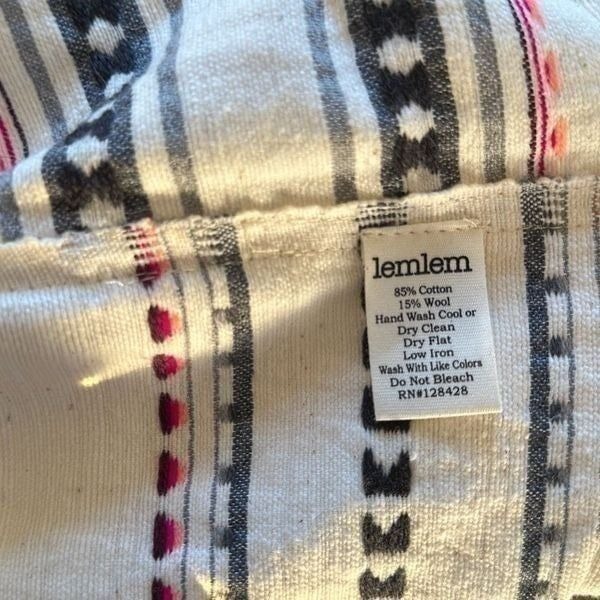 lemlem
85% Cotton
15% Wool
Hand Wash Cool or
Dry Clean
Dry Flat
Low Iron
Wash With Like Colors
Do Not Bleach
RN#128428